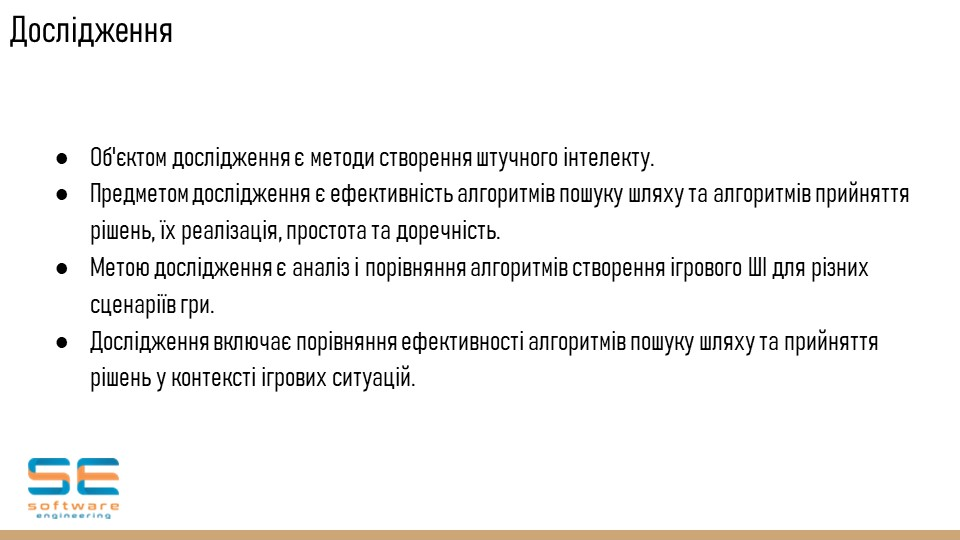 Дослідження
● Об'єктом дослідження є методи створення штучного інтелекту.
● Предметом дослідження є ефективність алгоритмів пошуку шляху та алгоритмів прийняття
рішень, їх реалізація, простота та доречність.
● Метою дослідження є аналіз і порівняння алгоритмів створення ігрового ШІ для різних
сценаріїв гри.
● Дослідження включає порівняння ефективності алгоритмів пошуку шляху та прийняття
рішень у контексті ігрових ситуацій.
SE
software
engineering